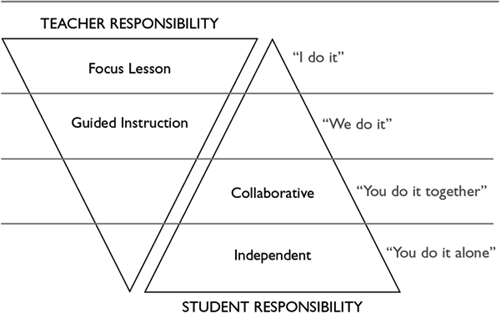 TEACHER RESPONSIBILITY
Focus Lesson
“I do it”
Guided Instruction
“We do it”
Collaborative
“You do it together”
Independent
“You do it alone”
STUDENT RESPONSIBILITY